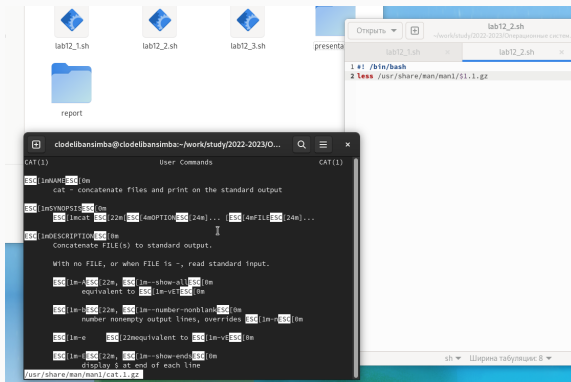 lab12_1.sh
lab12_2.sh
lab12_3.sh
presenta
report
Открыть
lab12_2.sh
~/work/study/2022-2023/Операционные систем
lab12_1.sh ×
lab12_2.sh ×
1 #! /bin/bash
2 less /usr/share/man/man1/$1.1.gz
sh Ширина табуляции: 8
clodelibansimba@clodelibansimba:~/work/study/2022-2023/О... ×
CAT(1) User Commands CAT(1)
ESC[1mNAMEESC[0m
cat - concatenate files and print on the standard output
ESC[1mSYNOPSISESC[0m
ESC[1mcat ESC[22m[ESC[4mOPTIONESC[24m]... [ESC[4mFILEESC[24m]...
ESC[1mDESCRIPTIONESC[0m
Concatenate FILE(s) to standard output.
With no FILE, or when FILE is -, read standard input.
ESC[1m-AESC[22m, ESC[1m--show-allESC[0m
equivalent to ESC[1m-vETESC[0m
ESC[1m-bESC[22m, ESC[1m--number-nonblankESC[0m
number nonempty output lines, overrides ESC[1m-nESC[0m
ESC[1m-e ESC[22mequivalent to ESC[1m-vEESC[0m
ESC[1m-EESC[22m, ESC[1m--show-endsESC[0m
display $ at end of each line
/usr/share/man/man1/cat.1.gz